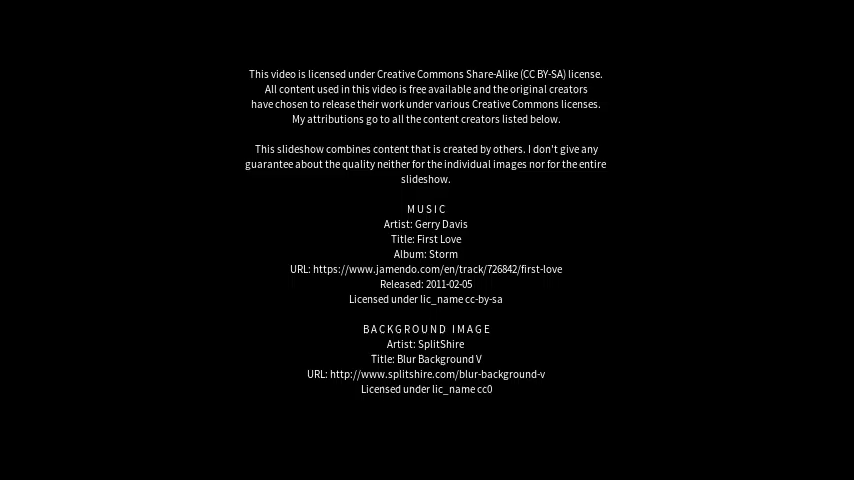 This video is licensed under Creative Commons Share-Alike (CC BY-SA) license.
All content used in this video is free available and the original creators
have chosen to release their work under various Creative Commons licenses.
My attributions go to all the content creators listed below.
This slideshow combines content that is created by others. I don't give any
guarantee about the quality neither for the individual images nor for the entire
slideshow.
MUSIC
Artist: Gerry Davis
Title: First Love
Album: Storm
URL: https://www.jamendo.com/en/track/726842/first-love
Released: 2011-02-05
Licensed under lic_name cc-by-sa
BACKGROUND IMAGE
Artist: SplitShire
Title: Blur Background V
URL: http://www.splitshire.com/blur-background-v
Licensed under lic_name cc0